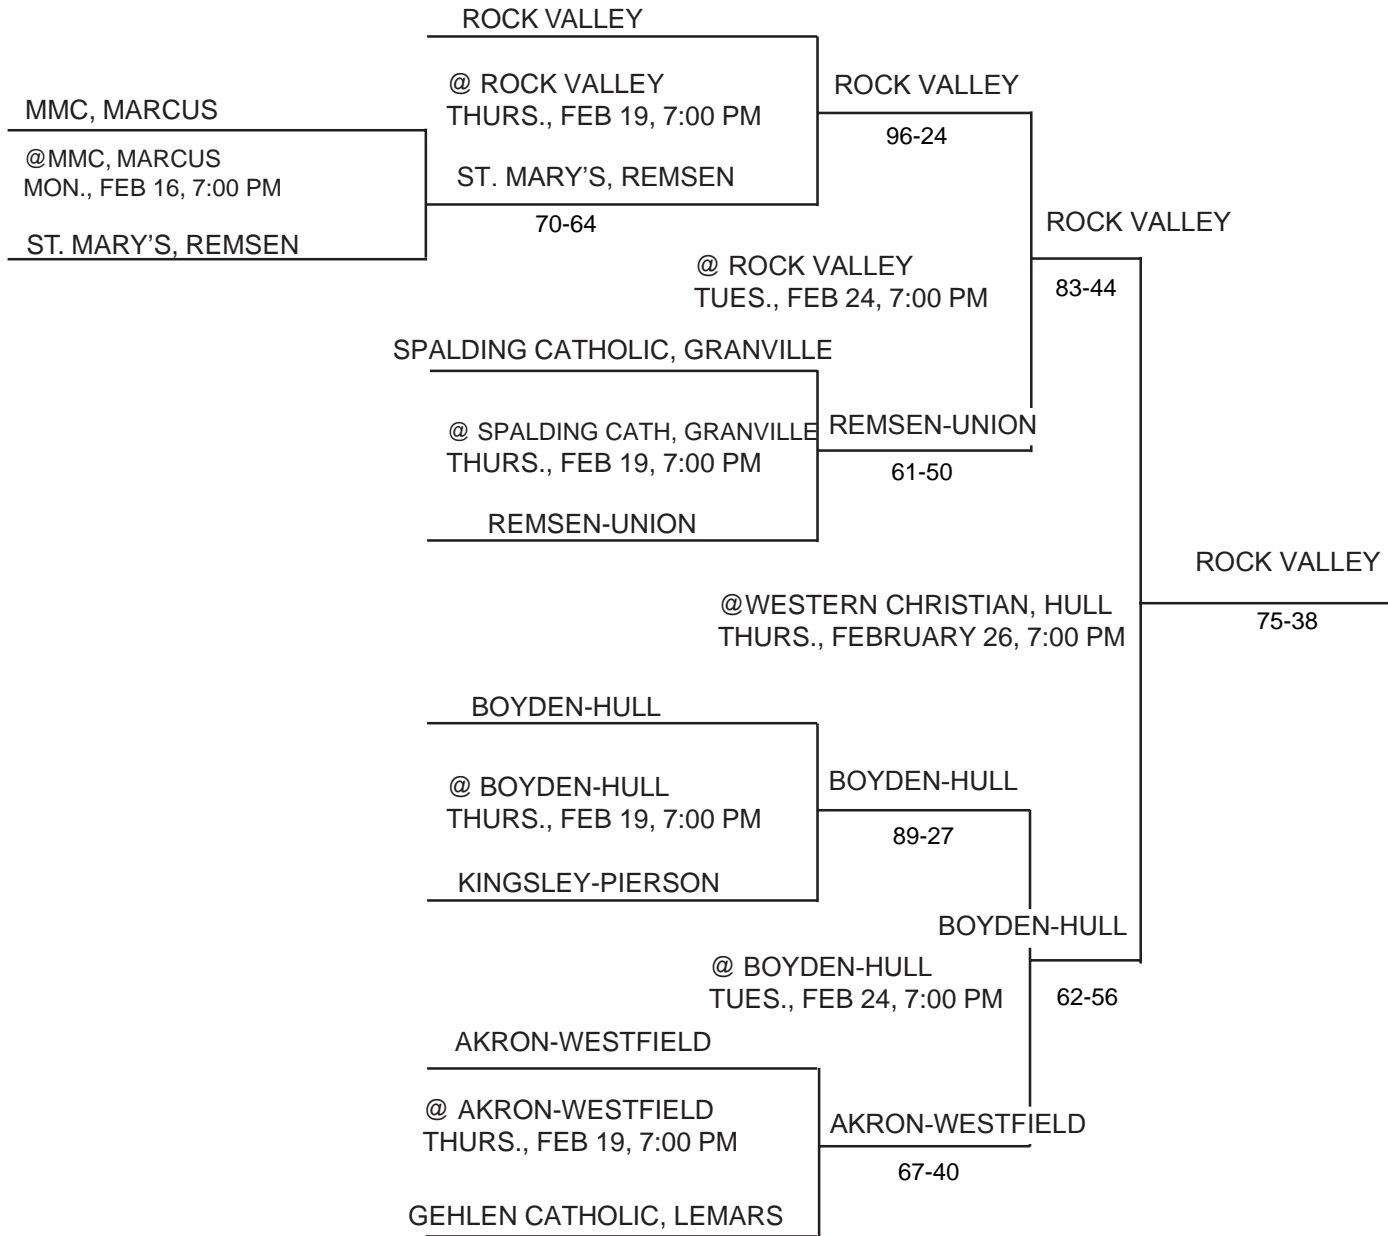 ROCK VALLEY
@ ROCK VALLEY
THURS., FEB 19, 7:00 PM
ROCK VALLEY
96-24
MMC, MARCUS
@MMC, MARCUS
MON., FEB 16, 7:00 PM
ST. MARY’S, REMSEN
ST. MARY’S, REMSEN
70-64
ROCK VALLEY
83-44
@ ROCK VALLEY
TUES., FEB 24, 7:00 PM
SPALDING CATHOLIC, GRANVILLE
@ SPALDING CATH, GRANVILLE
THURS., FEB 19, 7:00 PM
REMSEN-UNION
61-50
REMSEN-UNION
ROCK VALLEY
75-38
@WESTERN CHRISTIAN, HULL
THURS., FEBRUARY 26, 7:00 PM
BOYDEN-HULL
@ BOYDEN-HULL
THURS., FEB 19, 7:00 PM
BOYDEN-HULL
89-27
KINGSLEY-PIERSON
BOYDEN-HULL
62-56
@ BOYDEN-HULL
TUES., FEB 24, 7:00 PM
AKRON-WESTFIELD
@ AKRON-WESTFIELD
THURS., FEB 19, 7:00 PM
AKRON-WESTFIELD
67-40
GEHLEN CATHOLIC, LEMARS